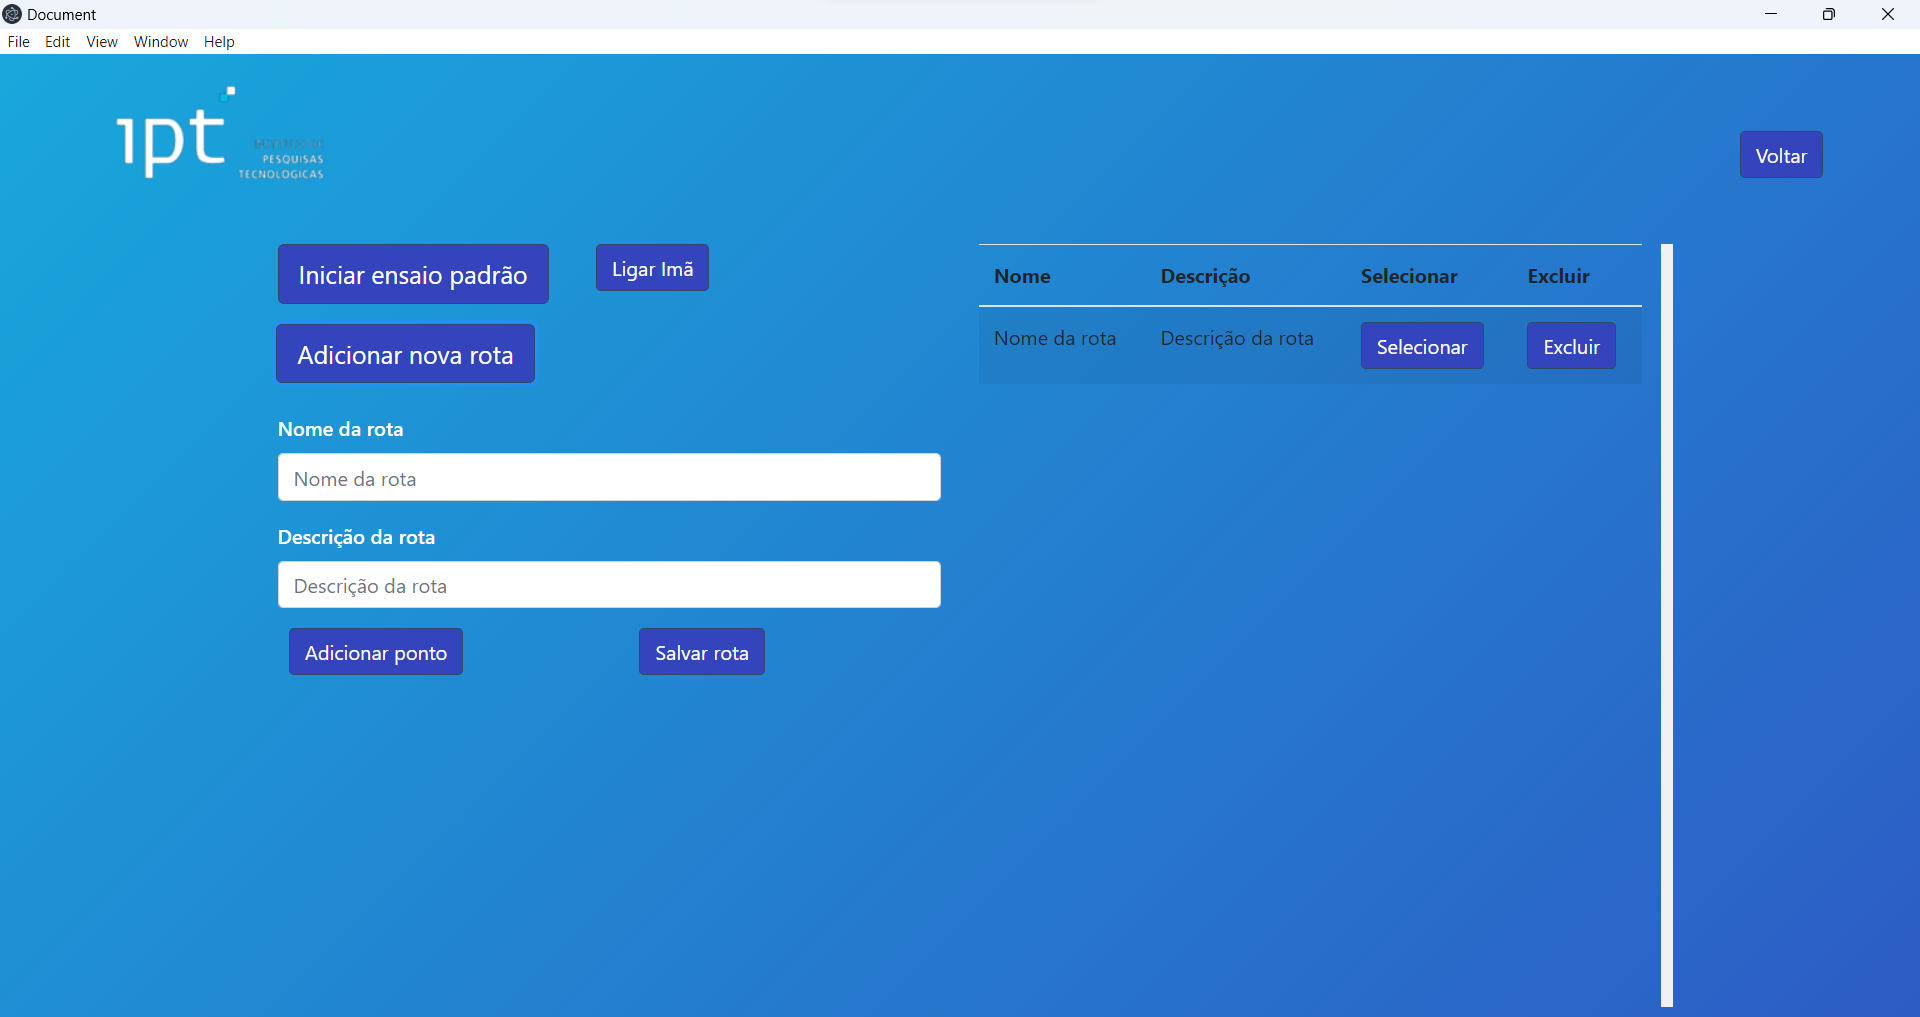 Document
File Edit View Window Help
ipt
PESQUISAS
TECNOLOGICAS
Voltar
Iniciar ensaio padrão
Ligar Imã
Adicionar nova rota
Nome da rota
Nome da rota
Descrição da rota
Descrição da rota
Adicionar ponto
Salvar rota
Nome Descrição Selecionar Excluir
Nome da rota Descrição da rota Selecionar Excluir